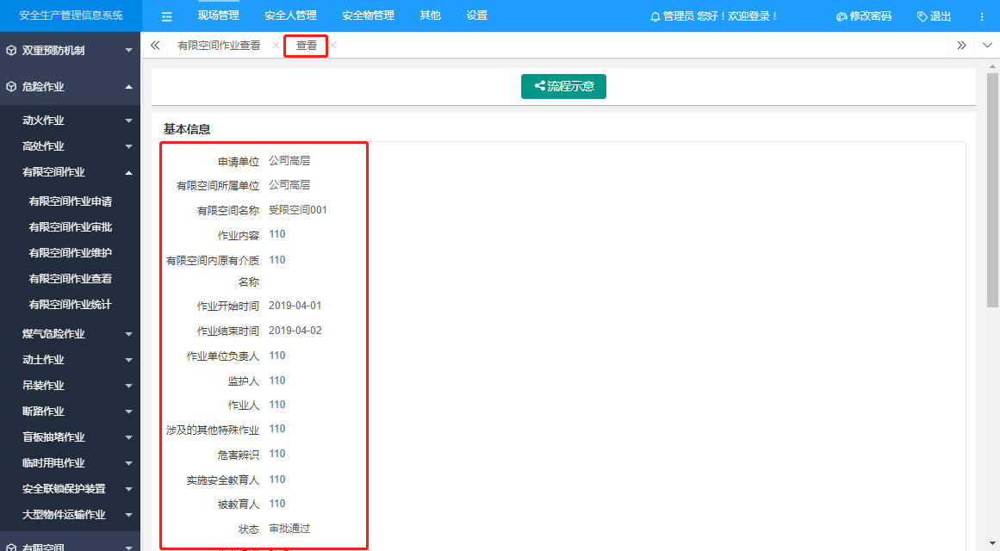 安全生产管理信息系统
现场管理 安全人管理 安全物管理 其他 设置
管理员 您好！欢迎登录！ 修改密码 退出
双重预防机制
危险作业
动火作业
高处作业
有限空间作业
有限空间作业申请
有限空间作业审批
有限空间作业维护
有限空间作业查看
有限空间作业统计
煤气危险作业
动土作业
吊装作业
断路作业
盲板抽堵作业
临时用电作业
安全联锁保护装置
大型物件运输作业
有限空间
有限空间作业查看 查看
流程示意
基本信息
申请单位 公司高层
有限空间所属单位 公司高层
有限空间名称 受限空间001
作业内容 110
有限空间内原有介质 110
名称
作业开始时间 2019-04-01
作业结束时间 2019-04-02
作业单位负责人 110
监护人 110
作业人 110
涉及的其他特殊作业 110
危害辨识 110
实施安全教育人 110
被教育人 110
状态 审批通过